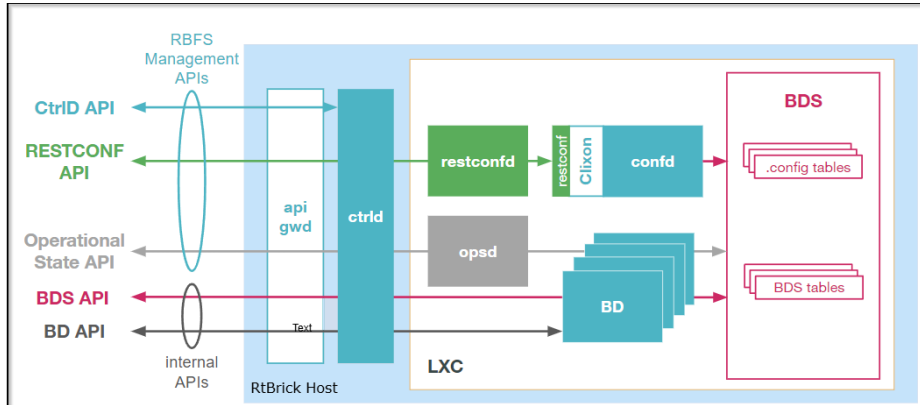 RBFS
Management
APIs
CtrlD API
RESTCONF
API
Operational
State API
BDS API
BD API
internal
APIs
api
gwd
Text
RtBrick Host
ctrld
restconfd
restconf
Clixon
confd
opsd
BD
LXC
BDS
.config tables
BDS tables